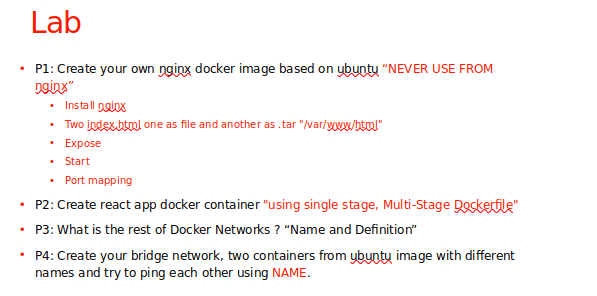 Lab
• P1: Create your own nginx docker image based on ubuntu “NEVER USE FROM
nginx”
• Install nginx
• Two index.html one as file and another as .tar "/var/www/html"
• Expose
• Start
• Port mapping
• P2: Create react app docker container "using single stage, Multi-Stage Dockerfile"
• P3: What is the rest of Docker Networks ? “Name and Definition”
• P4: Create your bridge network, two containers from ubuntu image with different
names and try to ping each other using NAME.